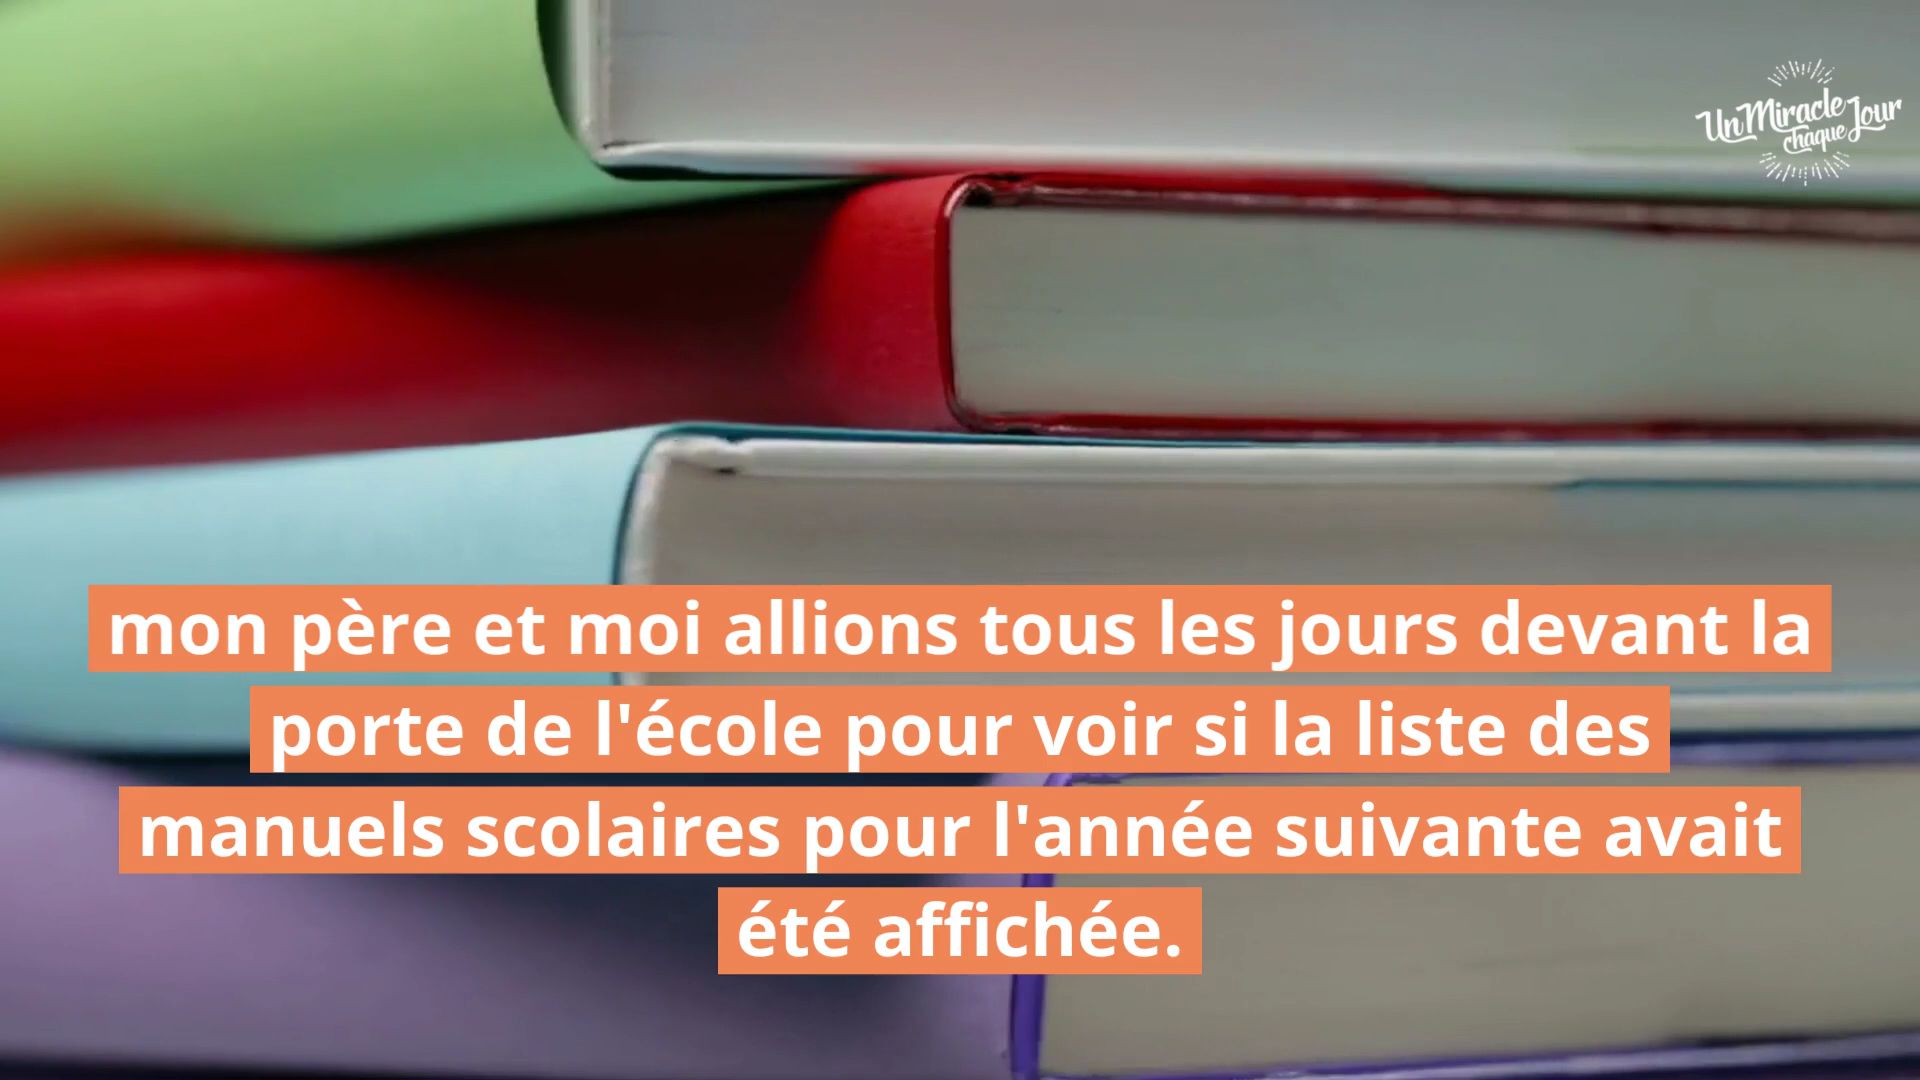 Un Miracle
chaque Jour
mon père et moi allions tous les jours devant la
porte de l'école pour voir si la liste des
manuels scolaires pour l'année suivante avait
été affichée.